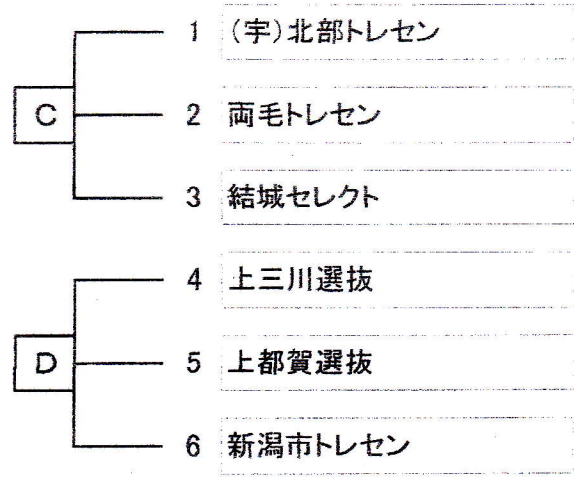 1 (宇)北部トレセン
C
2 両毛トレセン
3 結城セレクト
4 上三川選抜
D
5 上都賀選抜
6 新潟市トレセン